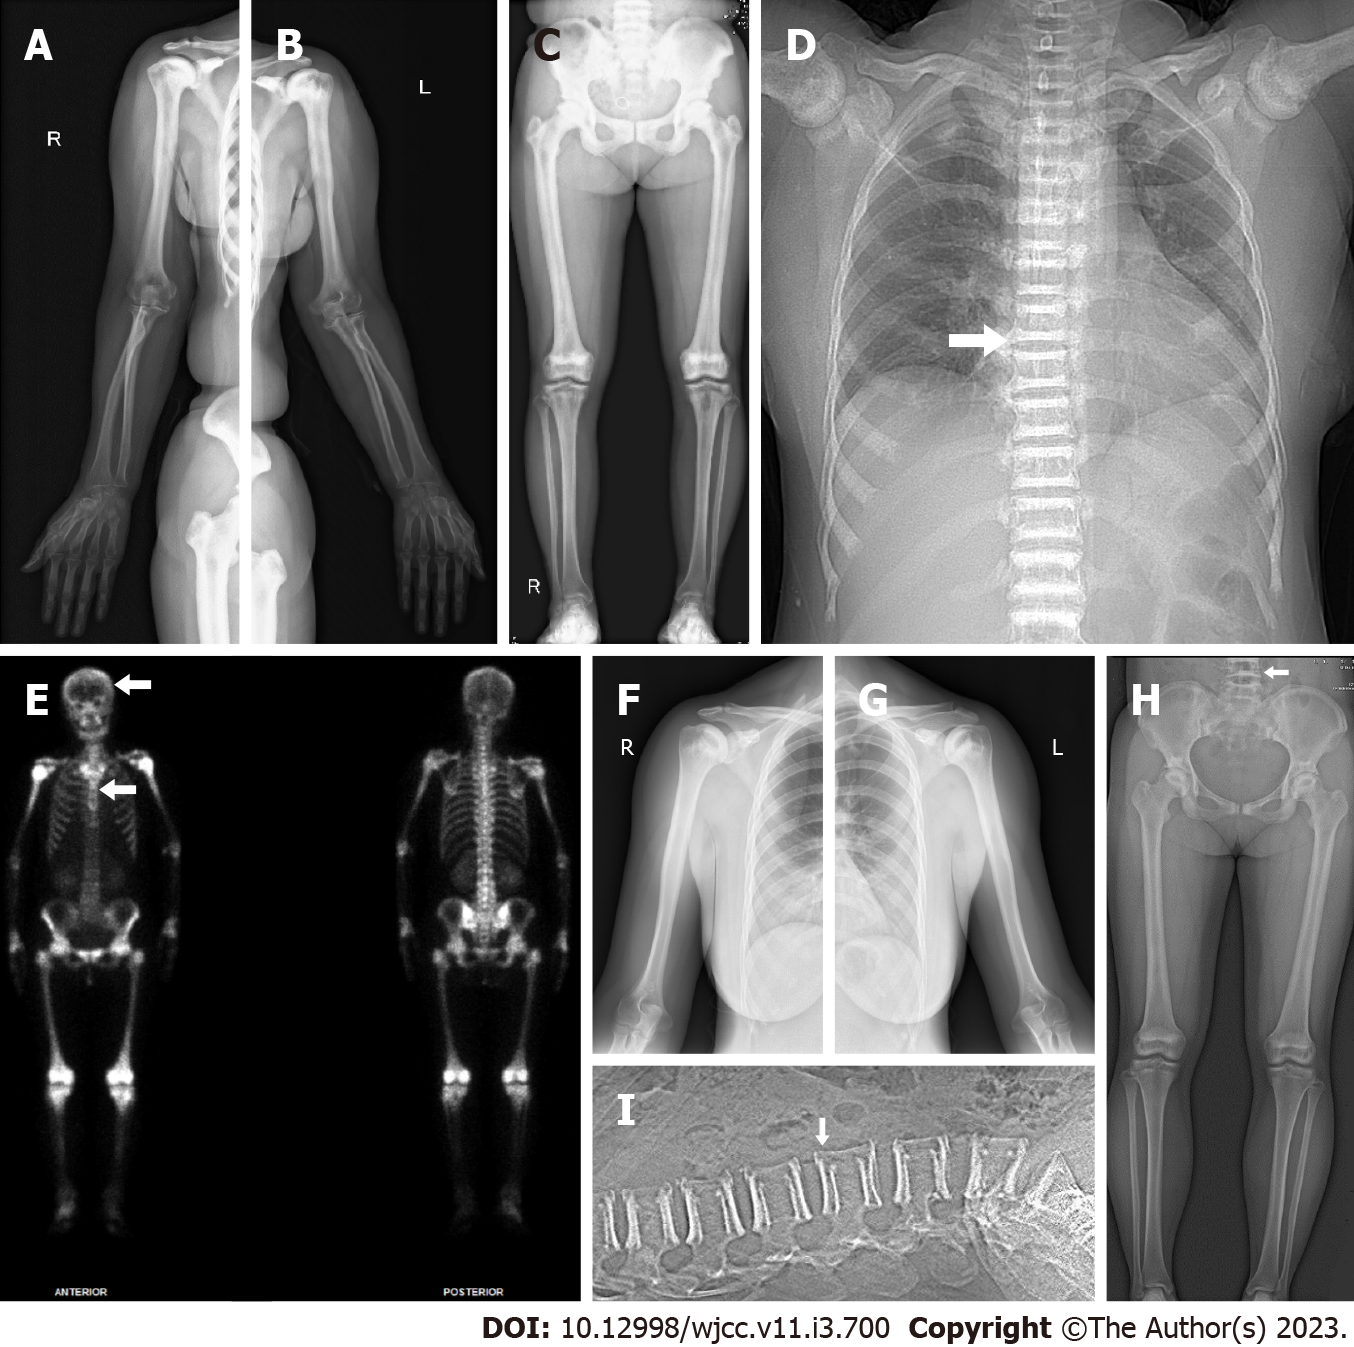 A
B
C
D
L
R
R
E
F
G
H
R
L
I
ANTERIOR
POSTERIOR
DOI: 10.12998/wjcc.v11.i3.700 Copyright ©The Author(s) 2023.